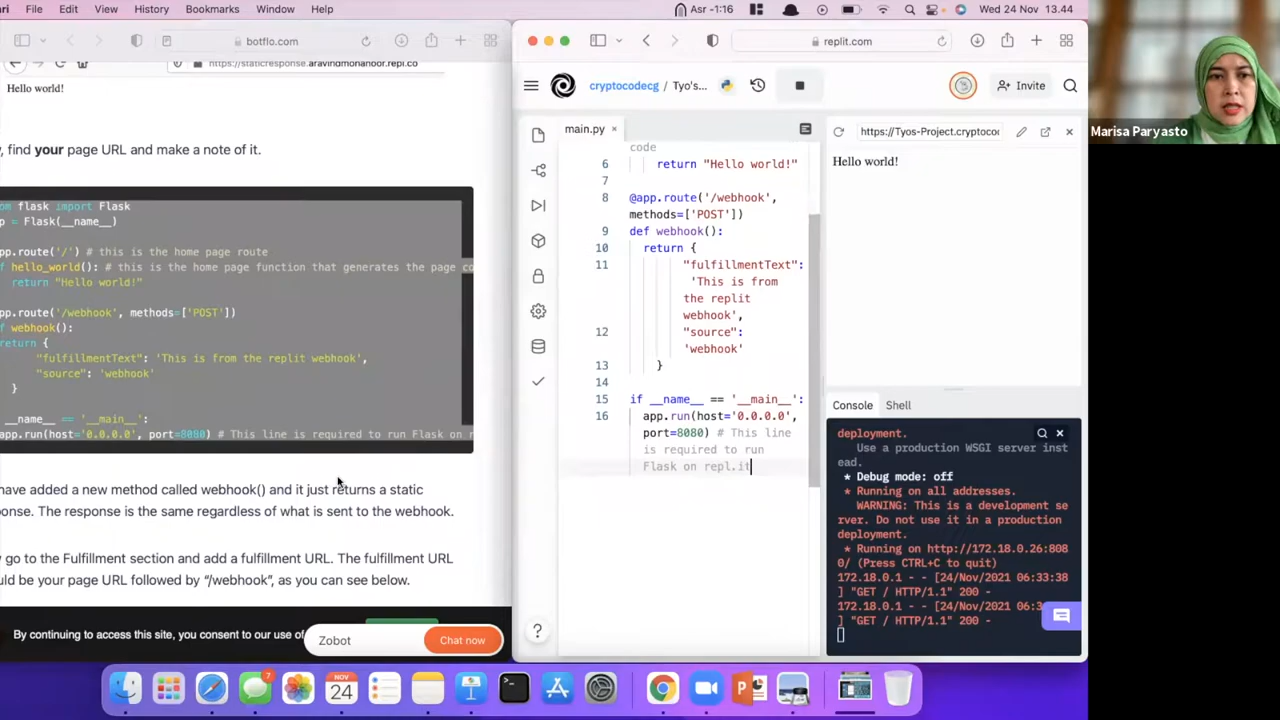 ari File Edit View History Bookmarks Window Help Asr -1:16 Wed 24 Nov 13.44
botflo.com
https://staticresponse.aravindmohanoor.repl.co
Hello world!
, find your page URL and make a note of it.
om flask import Flask
p = Flask(__name__)
app.route('/') # this is the home page route
f hello_world(): # this is the home page function that generates the page co
return "Hello world!"
app.route('/webhook', methods=['POST'])
f webhook():
return {
"fulfillmentText": 'This is from the replit webhook',
"source": 'webhook'
}
__name__ == '__main__':
app.run(host='0.0.0.0', port=8080) # This line is required to run Flask on r
have added a new method called webhook() and it just returns a static
onse. The response is the same regardless of what is sent to the webhook.
go to the Fulfillment section and add a fulfillment URL. The fulfillment URL
uld be your page URL followed by “/webhook”, as you can see below.
By continuing to access this site, you consent to our use of
Zobot
Chat now
replit.com
cryptocodecg / Tyo's...
Invite
main.py ×
code
6 return "Hello world!"
7
8 @app.route('/webhook',
methods=['POST'])
9 def webhook():
10 return {
11 "fulfillmentText":
'This is from
the replit
webhook',
12 "source":
'webhook'
13 }
14
15 if __name__ == '__main__':
16 app.run(host='0.0.0.0',
port=8080) # This line
is required to run
Flask on repl.it
?
https://Tyos-Project.cryptocod
Hello world!
Console Shell
deployment.
Use a production WSGI server inst
ead.
* Debug mode: off
* Running on all addresses.
WARNING: This is a development se
rver. Do not use it in a production
deployment.
* Running on http://172.18.0.26:808
0/ (Press CTRL+C to quit)
172.18.0.1 - - [24/Nov/2021 06:33:38
] "GET / HTTP/1.1" 200 -
172.18.0.1 - - [24/Nov/2021 06:3
] "GET / HTTP/1.1" 200 -
Marisa Paryasto
7
NOV
24